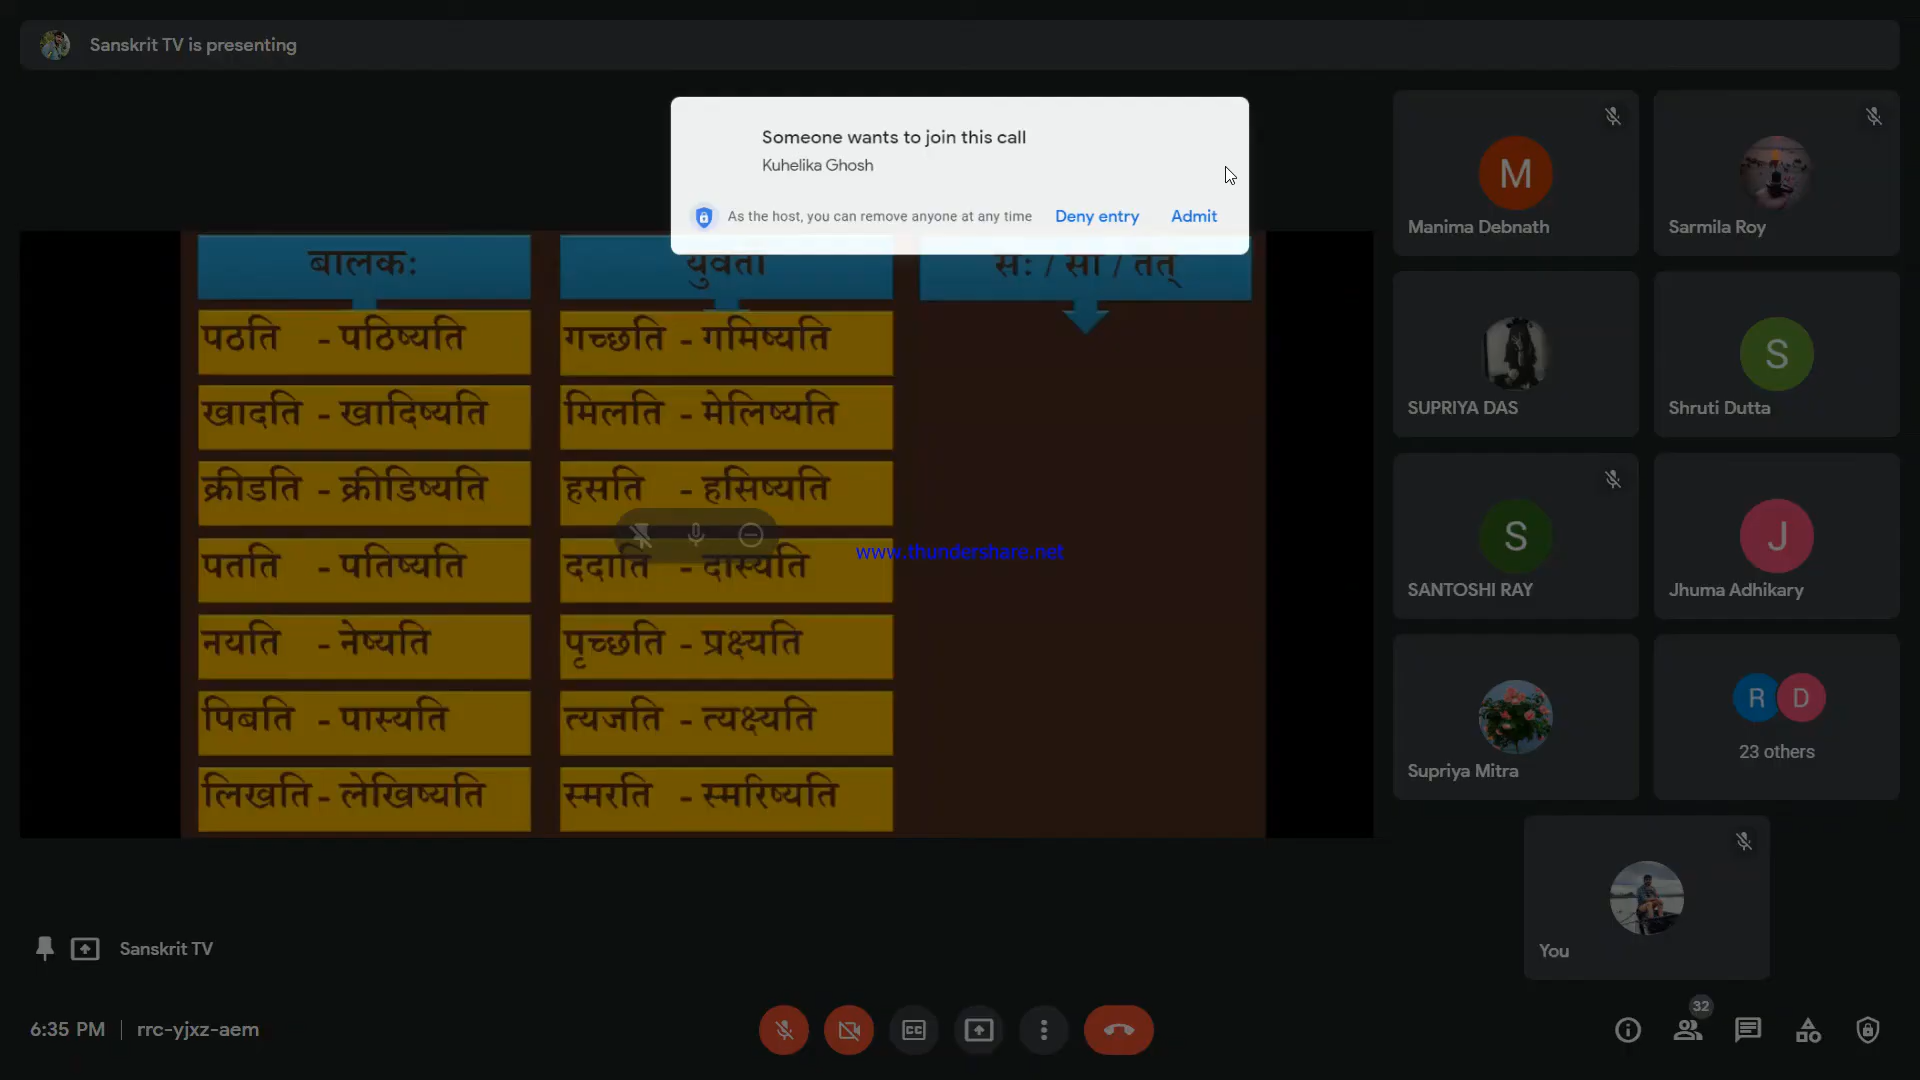 Sanskrit TV is presenting
Someone wants to join this call
Kuhelika Ghosh
As the host, you can remove anyone at any time
Deny entry
Admit
बालकः
युवती
सः / सा / तत्
पठति - पठिष्यति
गच्छति - गमिष्यति
खादति - खादिष्यति
मिलति - मेलिष्यति
क्रीडति - क्रीडिष्यति
हसति - हसिष्यति
पतति - पतिष्यति
ददाति - दास्यति
नयति - नेष्यति
पृच्छति - प्रक्ष्यति
पिबति - पास्यति
त्यजति - त्यक्ष्यति
लिखति - लेखिष्यति
स्मरति - स्मरिष्यति
www.thundershare.net
M
Manima Debnath
Sarmila Roy
SUPRIYA DAS
S
Shruti Dutta
S
SANTOSHI RAY
J
Jhuma Adhikary
Supriya Mitra
R D
23 others
You
Sanskrit TV
6:35 PM | rrc-yjxz-aem
CC
32